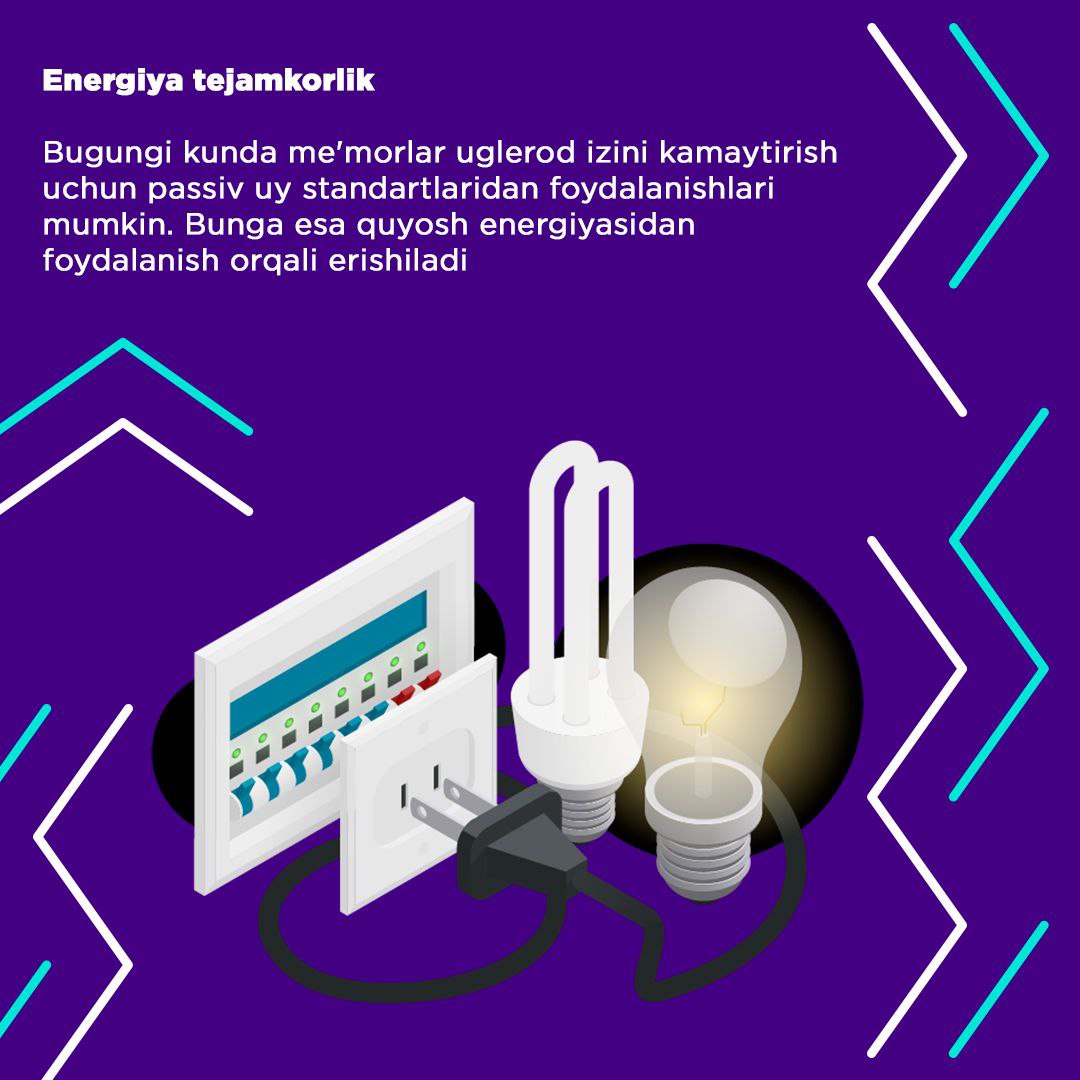 Energiya tejamkorlik
Bugungi kunda me'morlar uglerod izini kamaytirish
uchun passiv uy standartlaridan foydalanishlari
mumkin. Bunga esa quyosh energiyasidan
foydalanish orqali erishiladi